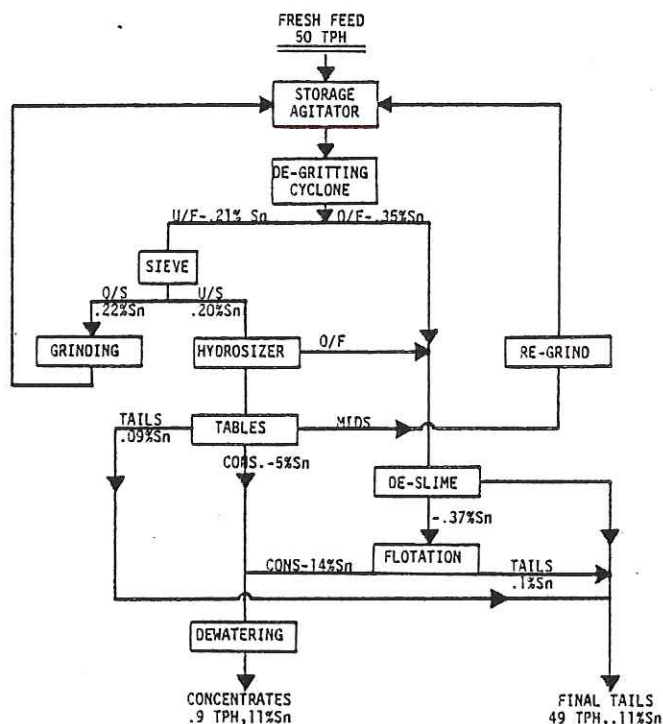 FRESH FEED
50 TPH
STORAGE
AGITATOR
DE-GRITTING
CYCLONE
U/F-.21% Sn
O/F-.35%Sn
SIEVE
O/S
.22%Sn
U/S
.20%Sn
GRINDING
HYDROSIZER
O/F
RE-GRIND
TAILS
.09%Sn
TABLES
MIDS
CONS.-5%Sn
DE-SLIME
-.37%Sn
FLOTATION
CONS-14%Sn
TAILS
.1%Sn
DEWATERING
CONCENTRATES
.9 TPH,11%Sn
FINAL TAILS
49 TPH,.11%Sn